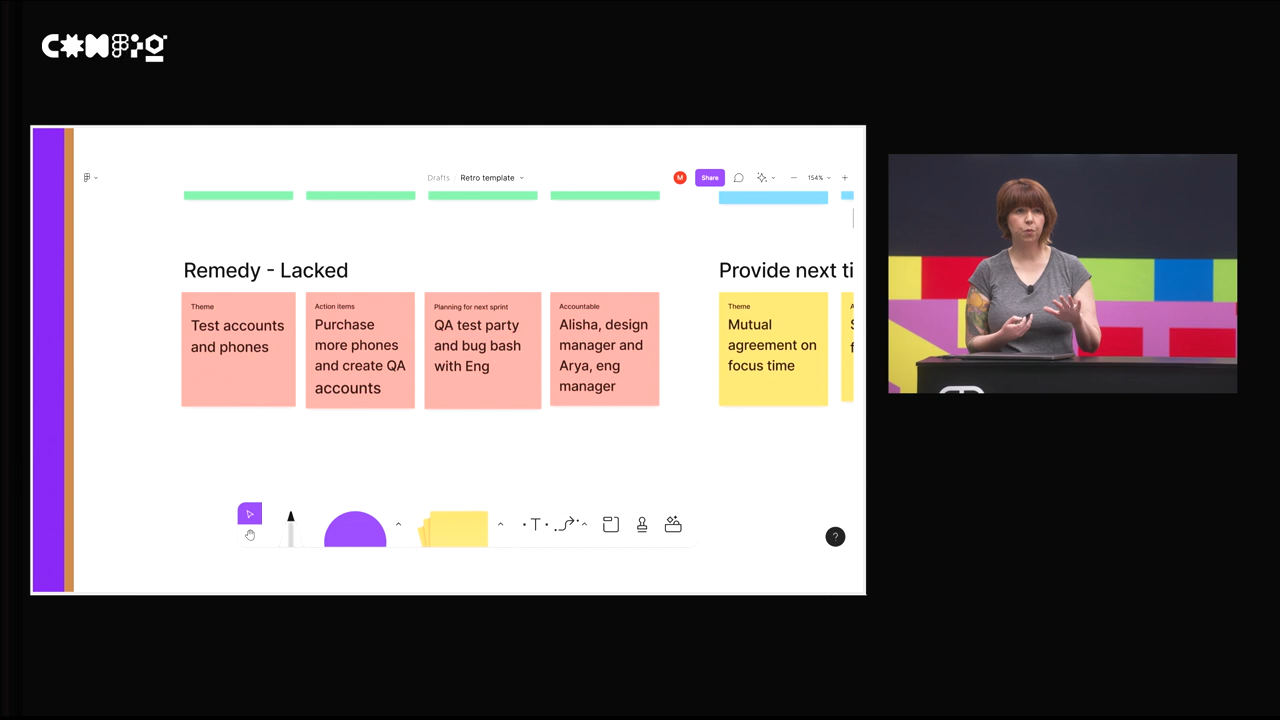 CONFIG
Drafts / Retro template
M
Share
154%
Remedy - Lacked
Provide next ti
Theme
Test accounts
and phones
Action items
Purchase
more phones
and create QA
accounts
Planning for next sprint
QA test party
and bug bash
with Eng
Accountable
Alisha, design
manager and
Arya, eng
manager
Theme
Mutual
agreement on
focus time
T
?